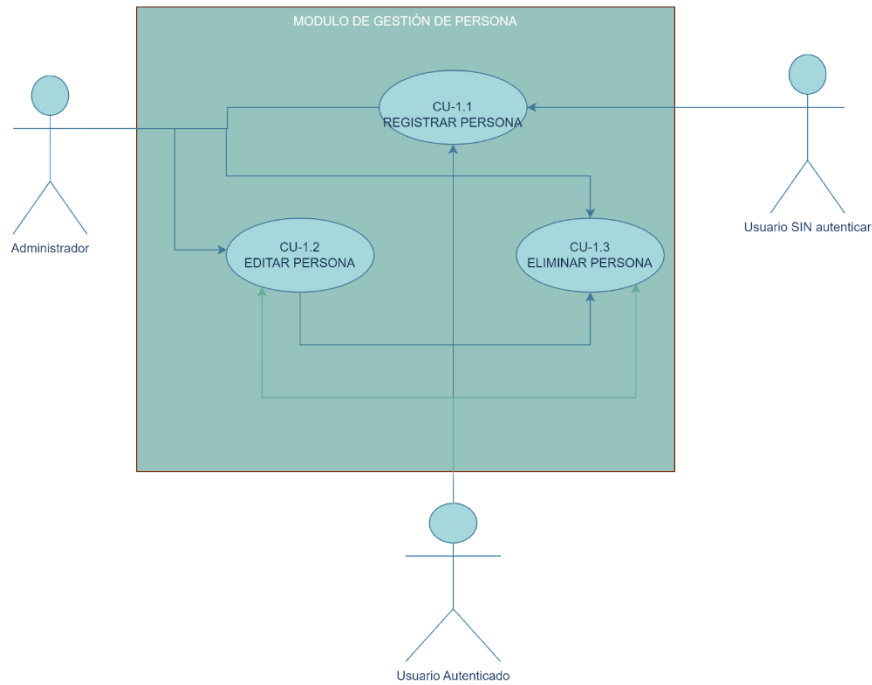 MODULO DE GESTIÓN DE PERSONA
CU-1.1
REGISTRAR PERSONA
Usuario SIN autenticar
Administrador
CU-1.2
EDITAR PERSONA
CU-1.3
ELIMINAR PERSONA
Usuario Autenticado